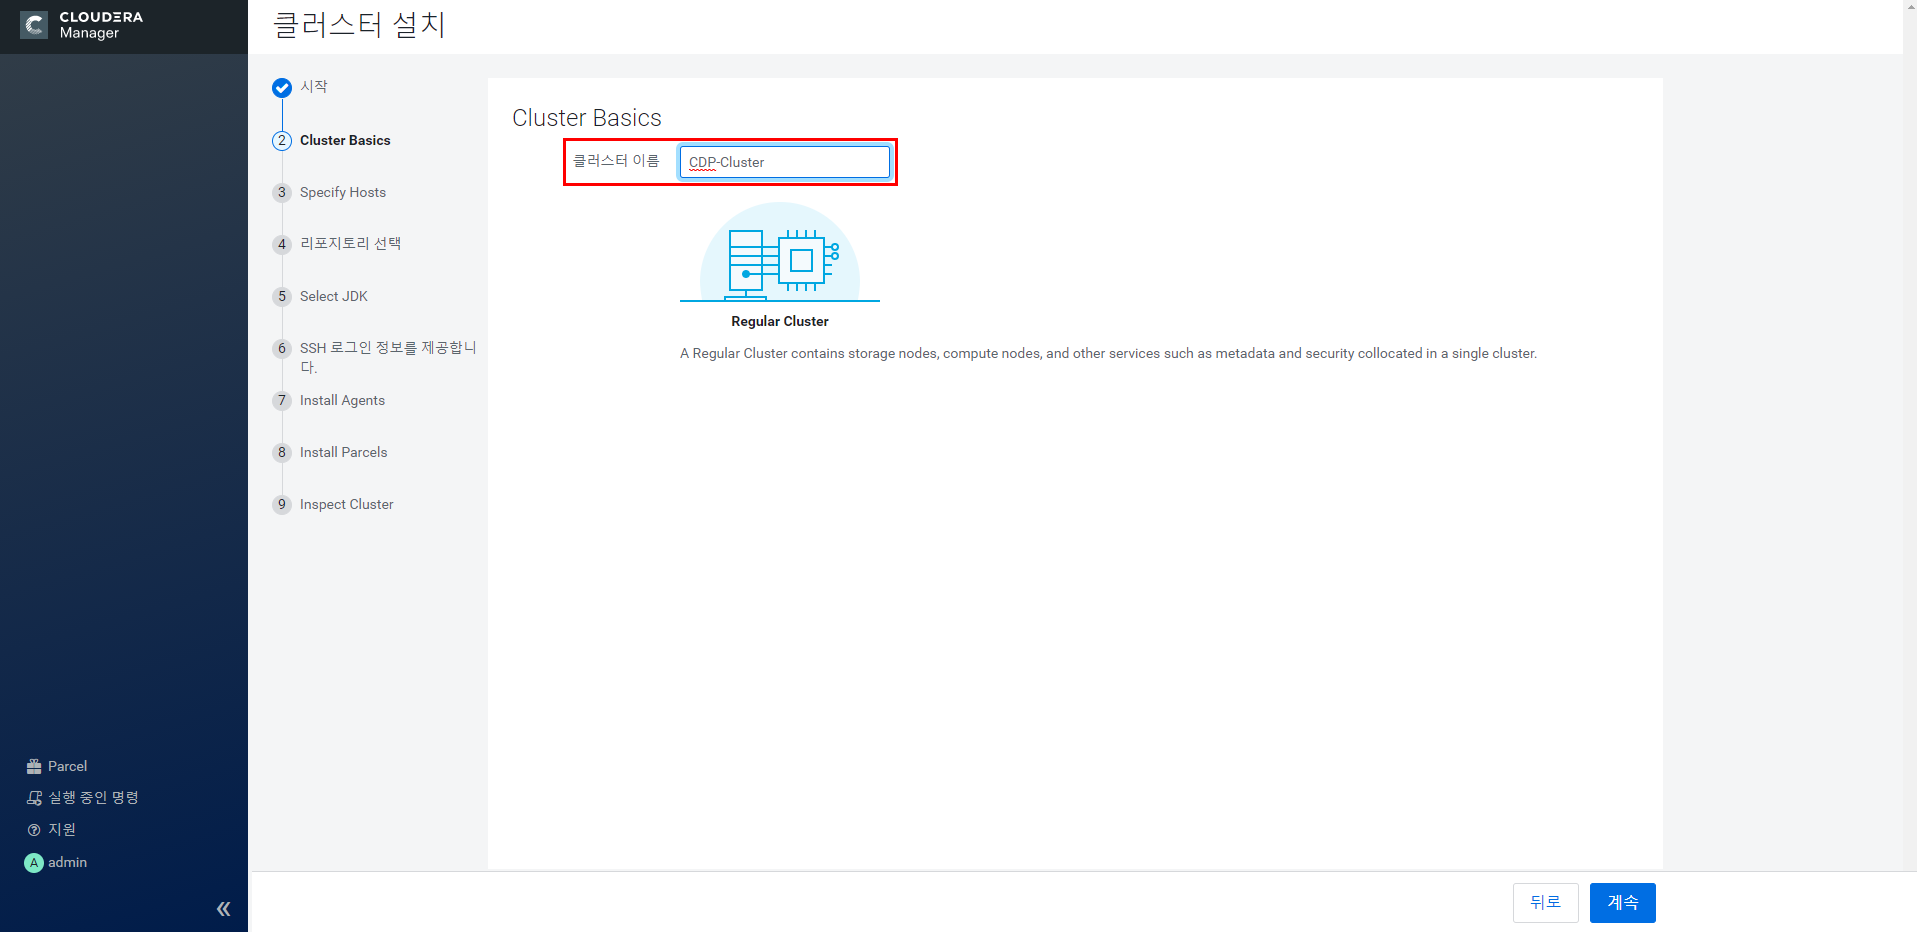 CLOUDERA
Manager
클러스터 설치
시작
2 Cluster Basics
3 Specify Hosts
4 리포지토리 선택
5 Select JDK
6 SSH 로그인 정보를 제공합니
다.
7 Install Agents
8 Install Parcels
9 Inspect Cluster
Cluster Basics
클러스터 이름 CDP-Cluster
Regular Cluster
A Regular Cluster contains storage nodes, compute nodes, and other services such as metadata and security collocated in a single cluster.
Parcel
실행 중인 명령
지원
A admin
뒤로 계속